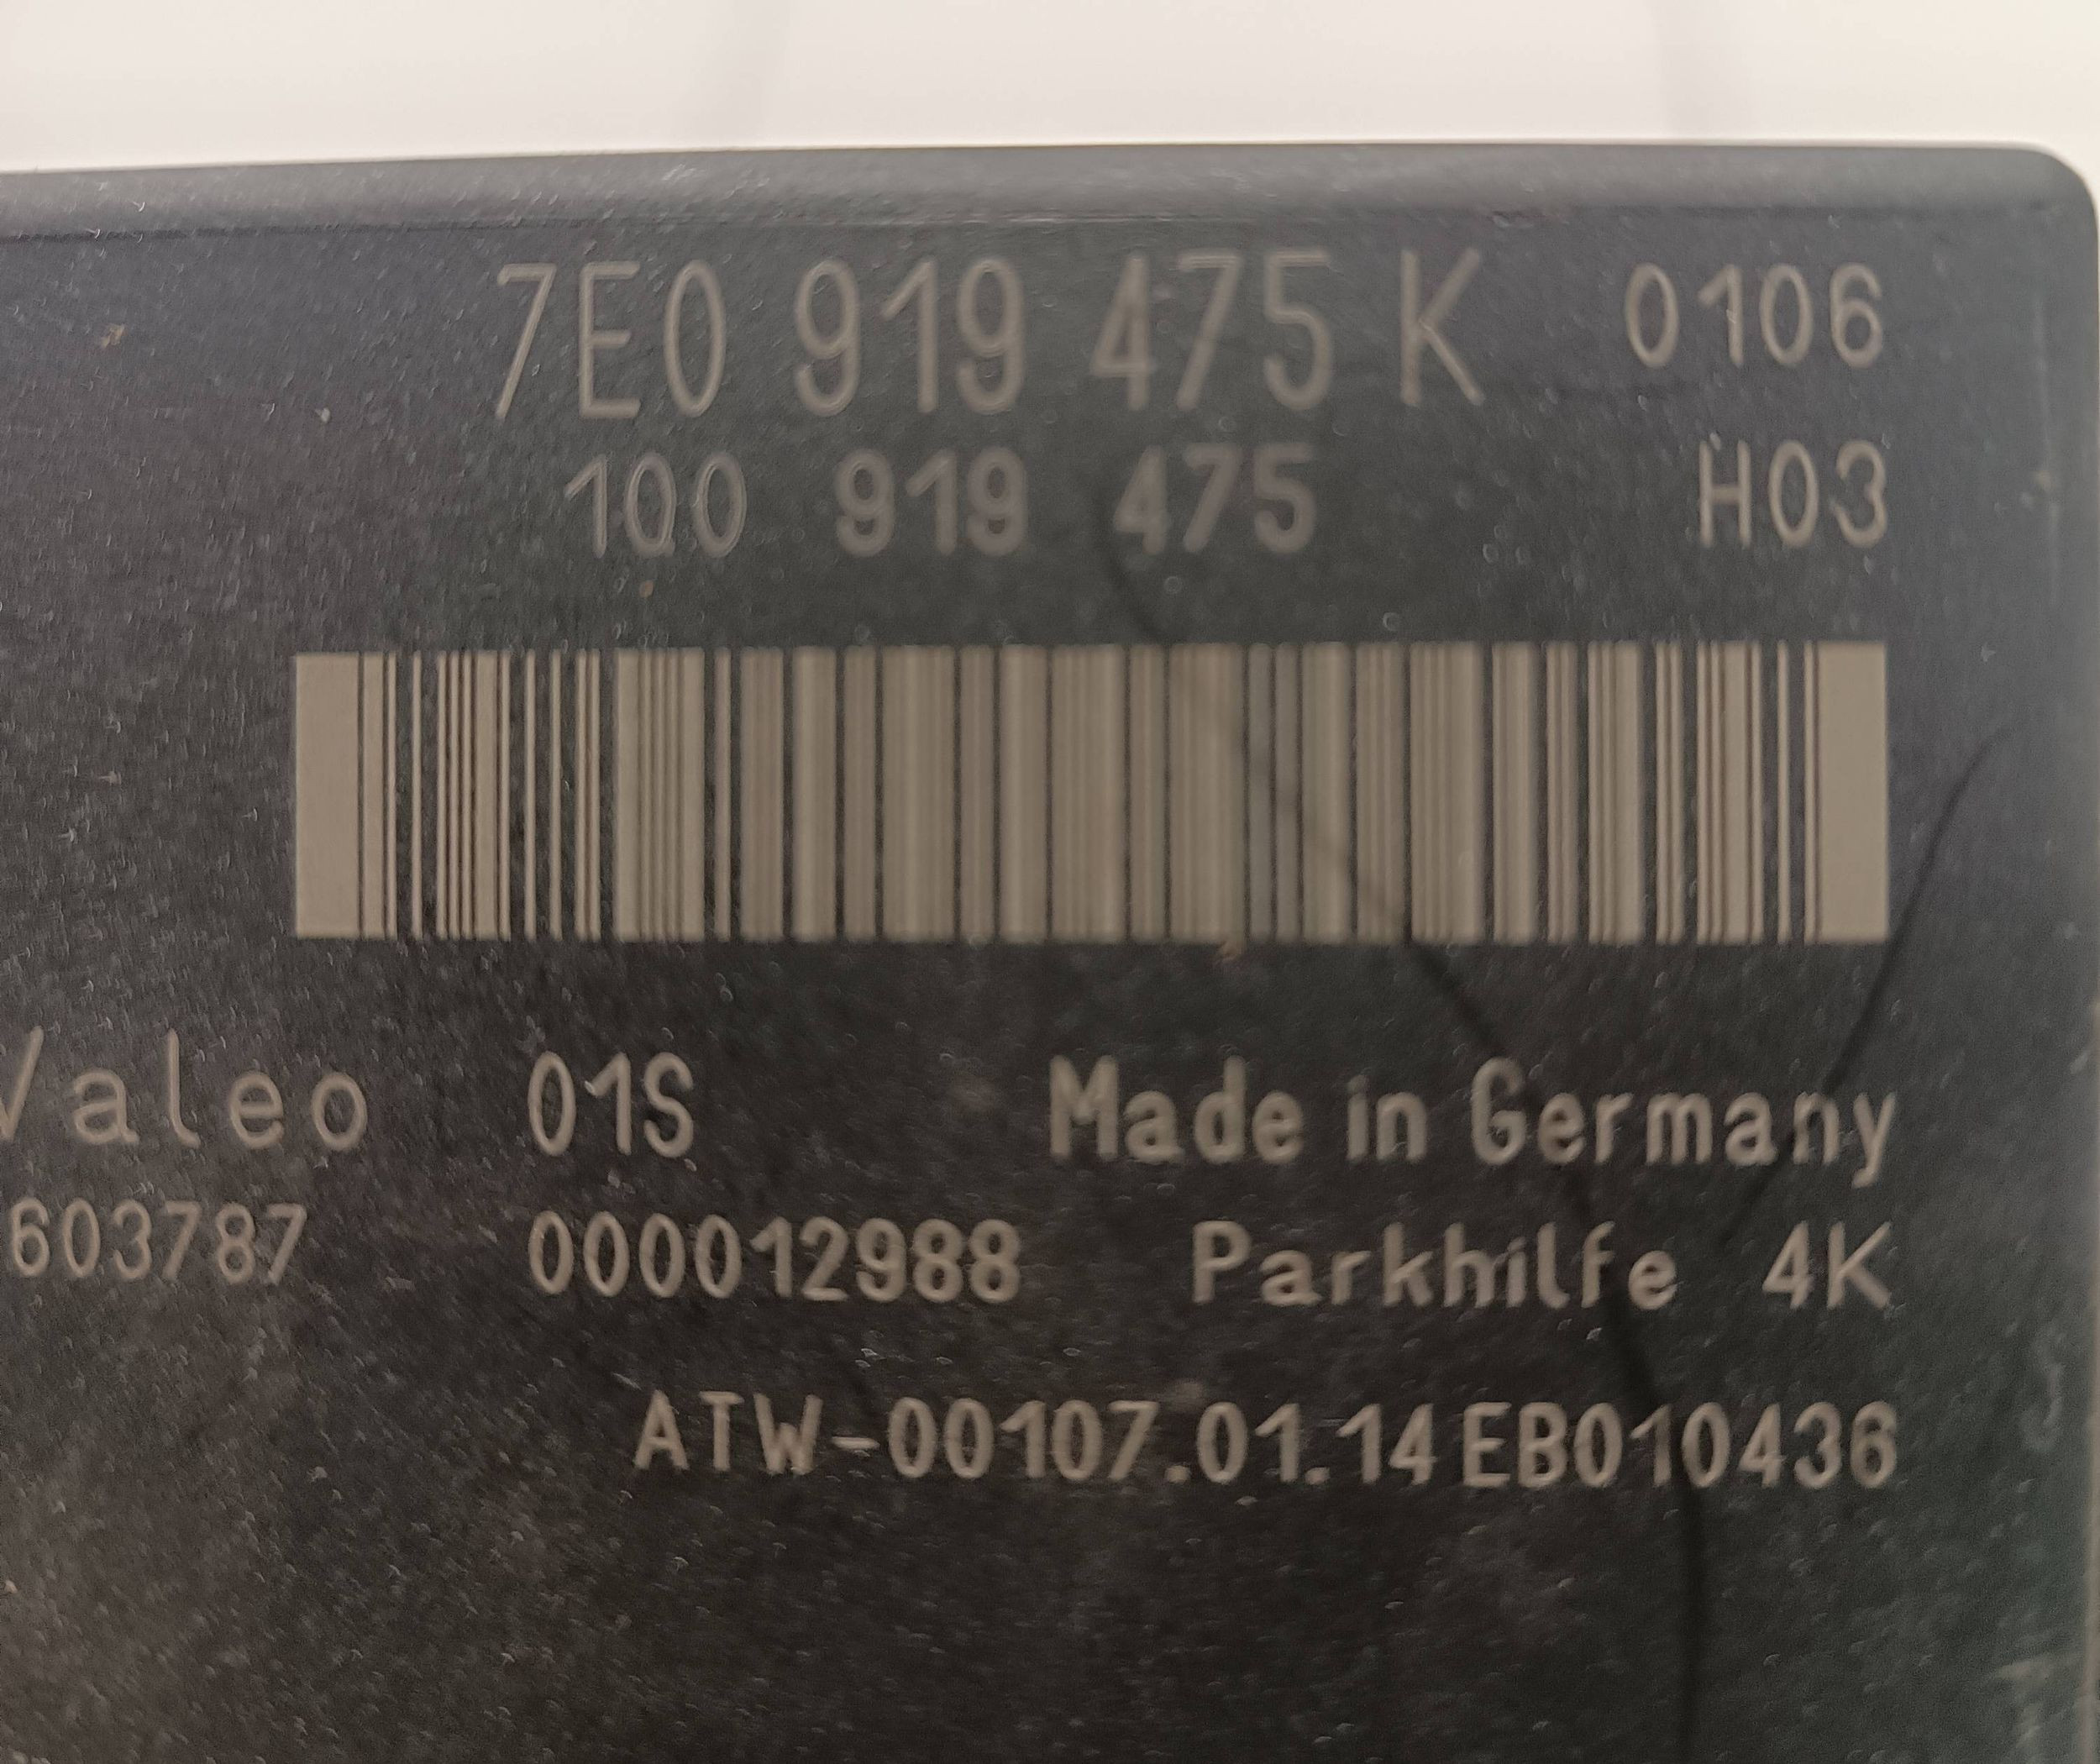 7E0 919 475 K 0106
1Q0 919 475 H03
Valeo 01S Made in Germany
603787 000012988 Parkhilfe 4K
ATW-00107.01.14 EB010436